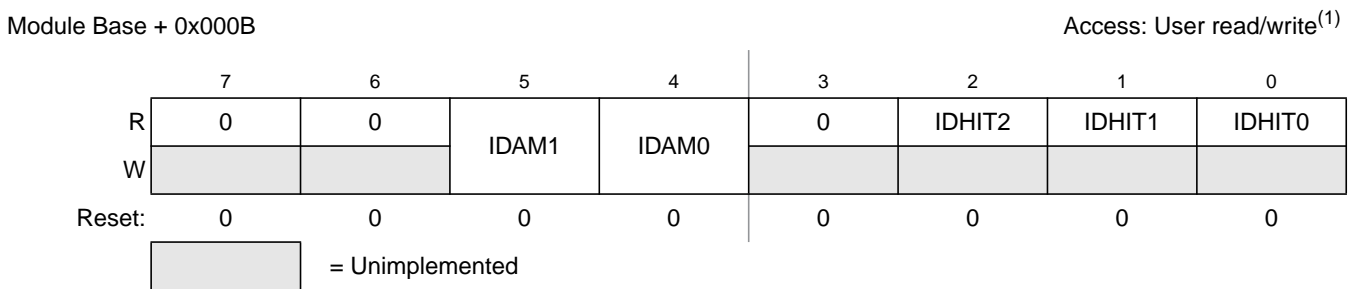 Module Base + 0x000B Access: User read/write(1)
7 6 5 4 3 2 1 0
R 0 0 IDAM1 IDAM0 0 IDHIT2 IDHIT1 IDHIT0
W
Reset: 0 0 0 0 0 0 0 0
= Unimplemented